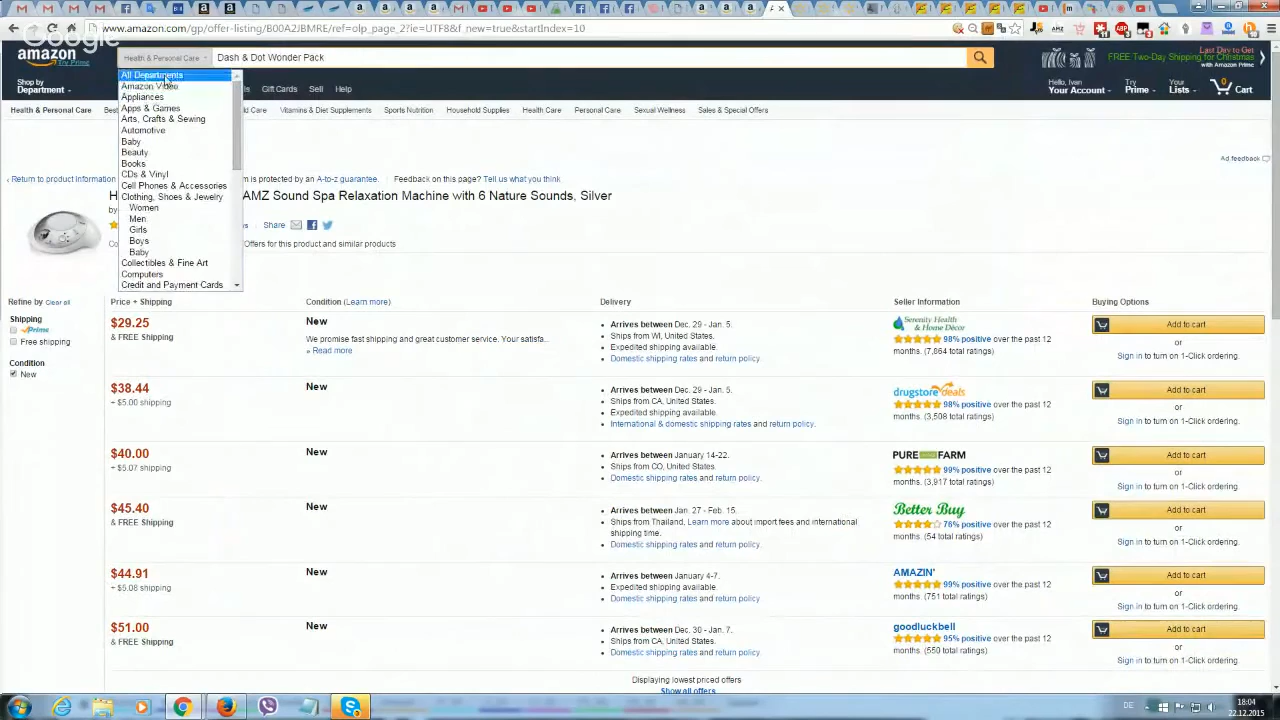 www.amazon.com/gp/offer-listing/B00A2JBMRE/ref=olp_page_2?ie=UTF8&f_new=true&startIndex=10
Google
amazon
Try Prime
Health & Personal Care
Dash & Dot Wonder Pack
Last Day to Get
FREE Two-Day Shipping for Christmas
with Amazon Prime
Shop by
Department
Gift Cards
Sell
Help
Hello, Ivan
Your Account
Try
Prime
Your
Lists
0
Cart
All Departments
Amazon Video
Appliances
Apps & Games
Arts, Crafts & Sewing
Automotive
Baby
Beauty
Books
CDs & Vinyl
Cell Phones & Accessories
Clothing, Shoes & Jewelry
Women
Men
Girls
Boys
Baby
Collectibles & Fine Art
Computers
Credit and Payment Cards
Health & Personal Care
Vitamins & Diet Supplements
Sports Nutrition
Household Supplies
Health Care
Personal Care
Sexual Wellness
Sales & Special Offers
Ad feedback
‹ Return to product information
is protected by an A-to-z guarantee.
Feedback on this page? Tell us what you think
AMZ Sound Spa Relaxation Machine with 6 Nature Sounds, Silver
Share
Offers for this product and similar products
Refine by Clear all
Shipping
Prime
Free shipping
Condition
New
Price + Shipping
Condition (Learn more)
Delivery
Seller Information
Buying Options
$29.25
& FREE Shipping
New
We promise fast shipping and great customer service. Your satisfa...
» Read more
Arrives between Dec. 29 - Jan. 5.
Ships from WI, United States.
Expedited shipping available.
Domestic shipping rates and return policy.
Serenity Health
& Home Décor
98% positive over the past 12
months. (7,864 total ratings)
Add to cart
or
Sign in to turn on 1-Click ordering.
$38.44
+ $5.00 shipping
New
Arrives between Dec. 29 - Jan. 5.
Ships from CA, United States.
Expedited shipping available.
International & domestic shipping rates and return policy.
drugstore deals
98% positive over the past 12
months. (3,508 total ratings)
Add to cart
or
Sign in to turn on 1-Click ordering.
$40.00
+ $5.07 shipping
New
Arrives between January 14-22.
Ships from CO, United States.
Domestic shipping rates and return policy.
PURE FARM
99% positive over the past 12
months. (3,917 total ratings)
Add to cart
or
Sign in to turn on 1-Click ordering.
$45.40
& FREE Shipping
New
Arrives between Jan. 27 - Feb. 15.
Ships from Thailand. Learn more about import fees and international
shipping time.
Domestic shipping rates and return policy.
Better Buy
76% positive over the past 12
months. (54 total ratings)
Add to cart
or
Sign in to turn on 1-Click ordering.
$44.91
+ $5.08 shipping
New
Arrives between January 4-7.
Expedited shipping available.
Domestic shipping rates and return policy.
AMAZIN'
99% positive over the past 12
months. (751 total ratings)
Add to cart
or
Sign in to turn on 1-Click ordering.
$51.00
& FREE Shipping
New
Arrives between Dec. 30 - Jan. 7.
Ships from CA, United States.
Domestic shipping rates and return policy.
goodluckbell
95% positive over the past 12
months. (550 total ratings)
Add to cart
or
Sign in to turn on 1-Click ordering.
Displaying lowest priced offers
Show all offers
DE
18:04
22.12.2015